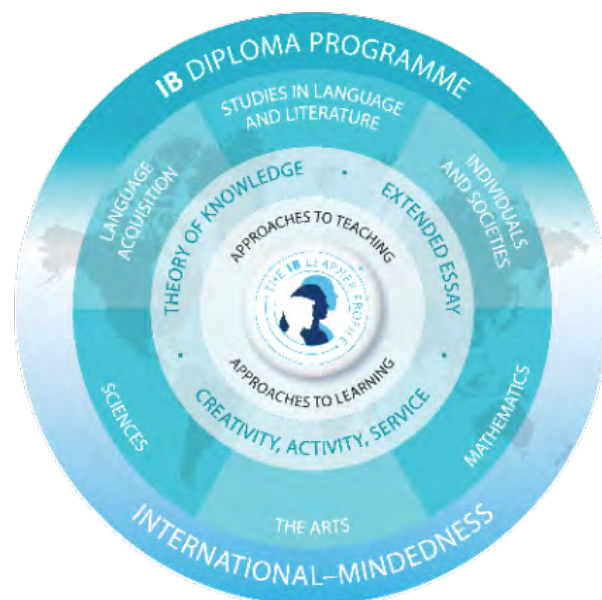 IB DIPLOMA PROGRAMME
STUDIES IN LANGUAGE
AND LITERATURE
LANGUAGE
ACQUISITION
INDIVIDUALS
AND SOCIETIES
THEORY OF KNOWLEDGE
EXTENDED ESSAY
APPROACHES TO TEACHING
THE IB LEARNER PROFILE
APPROACHES TO LEARNING
CREATIVITY, ACTIVITY, SERVICE
SCIENCES
MATHEMATICS
THE ARTS
INTERNATIONAL–MINDEDNESS